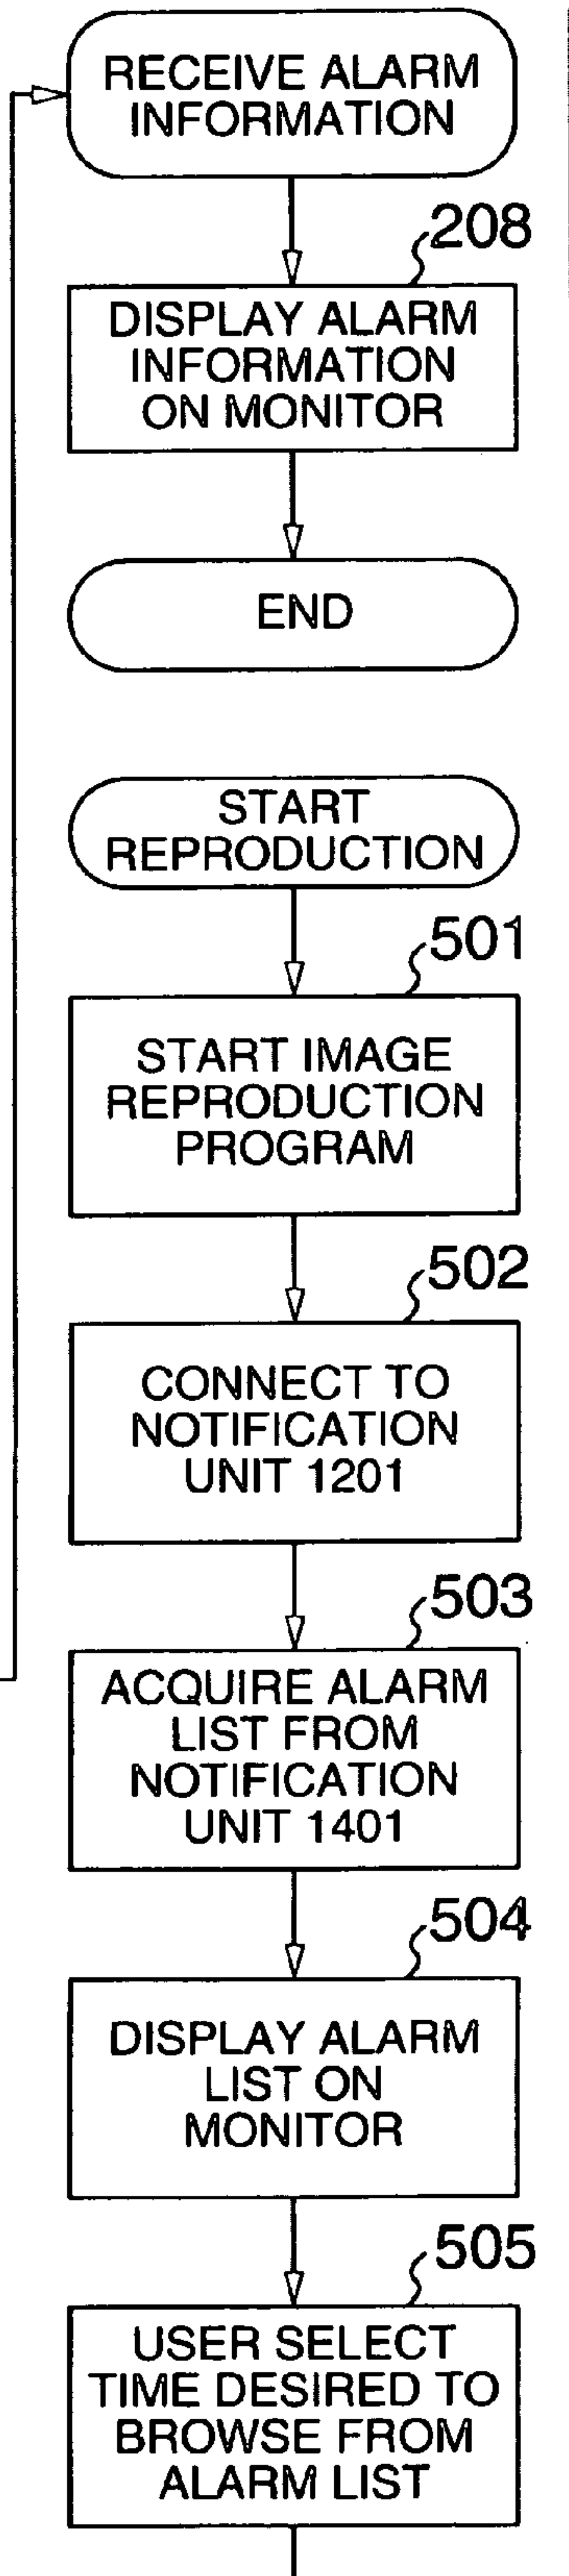 RECEIVE ALARM
INFORMATION
208
DISPLAY ALARM
INFORMATION
ON MONITOR
END
START
REPRODUCTION
501
START IMAGE
REPRODUCTION
PROGRAM
502
CONNECT TO
NOTIFICATION
UNIT 1201
503
ACQUIRE ALARM
LIST FROM
NOTIFICATION
UNIT 1401
504
DISPLAY ALARM
LIST ON
MONITOR
505
USER SELECT
TIME DESIRED TO
BROWSE FROM
ALARM LIST